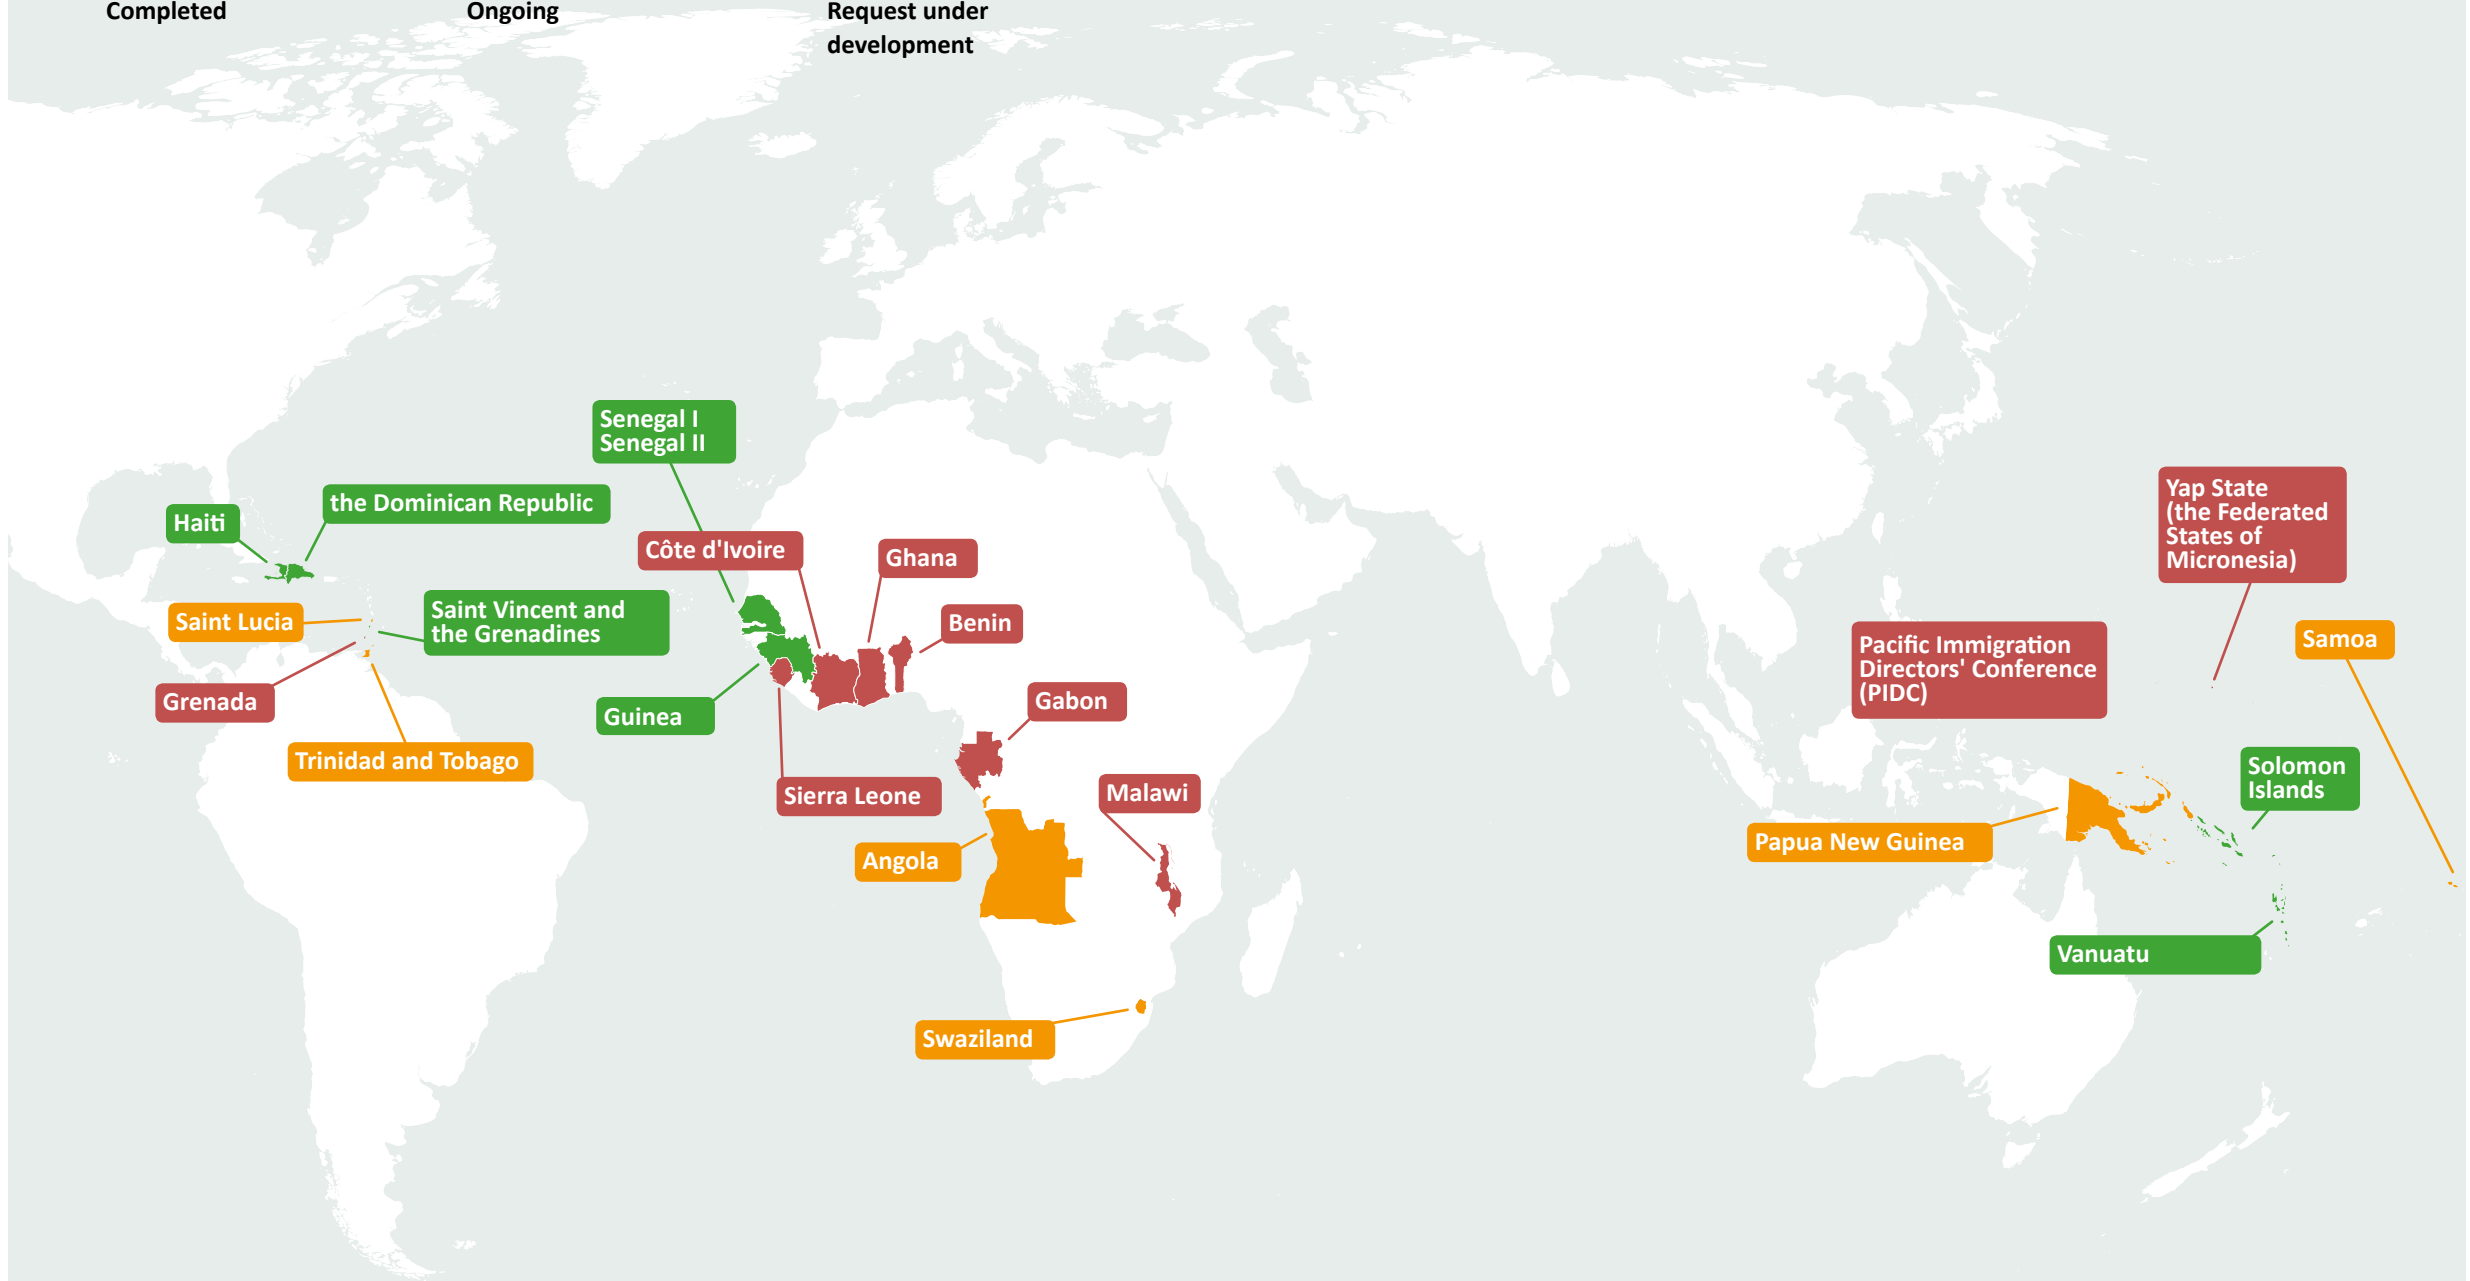 Completed
Ongoing
Request under
development
Senegal I
Senegal II
the Dominican Republic
Haiti
Yap State
(the Federated
States of
Micronesia)
Côte d'Ivoire
Ghana
Saint Lucia
Saint Vincent and
the Grenadines
Benin
Pacific Immigration
Directors' Conference
(PIDC)
Samoa
Grenada
Guinea
Gabon
Trinidad and Tobago
Sierra Leone
Malawi
Solomon
Islands
Angola
Papua New Guinea
Vanuatu
Swaziland